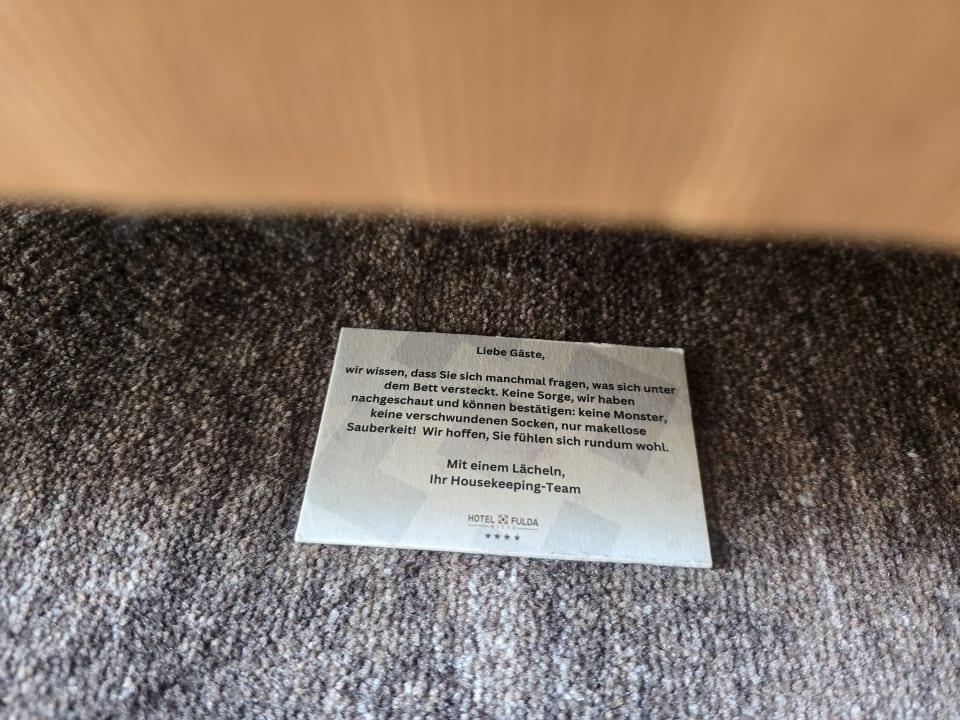 Liebe Gäste,
wir wissen, dass Sie sich manchmal fragen, was sich unter
dem Bett versteckt. Keine Sorge, wir haben
nachgeschaut und können bestätigen: keine Monster,
keine verschwundenen Socken, nur makellose
Sauberkeit! Wir hoffen, Sie fühlen sich rundum wohl.
Mit einem Lächeln,
Ihr Housekeeping-Team
HOTEL FULDA
MITTE